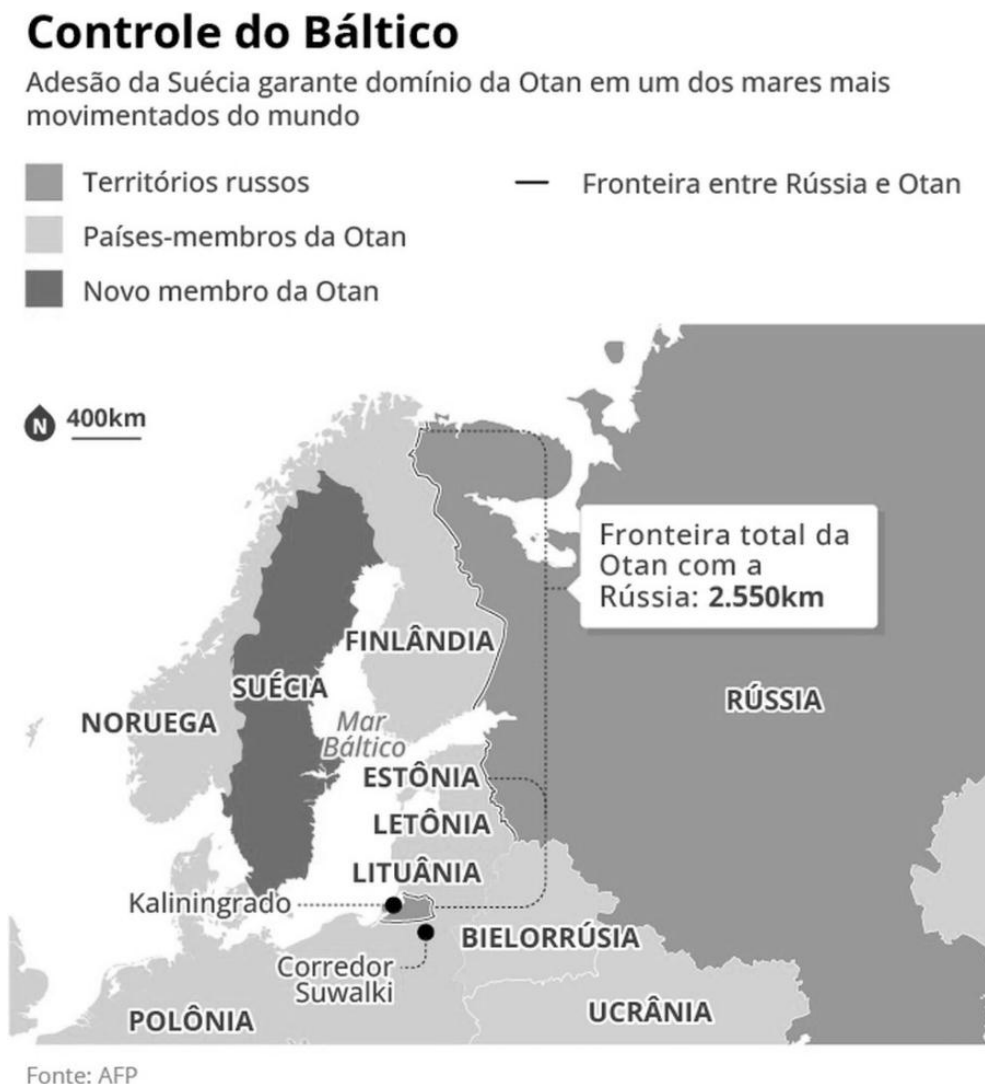 Controle do Báltico
Adesão da Suécia garante domínio da Otan em um dos mares mais
movimentados do mundo
Territórios russos
Fronteira entre Rússia e Otan
Países-membros da Otan
Novo membro da Otan
N 400km
Fronteira total da
Otan com a
Rússia: 2.550km
FINLÂNDIA
SUÉCIA
RÚSSIA
NORUEGA
Mar
Báltico
ESTÔNIA
LETÔNIA
LITUÂNIA
Kaliningrado
BIELORRÚSIA
Corredor
Suwalki
UCRÂNIA
POLÔNIA
Fonte: AFP